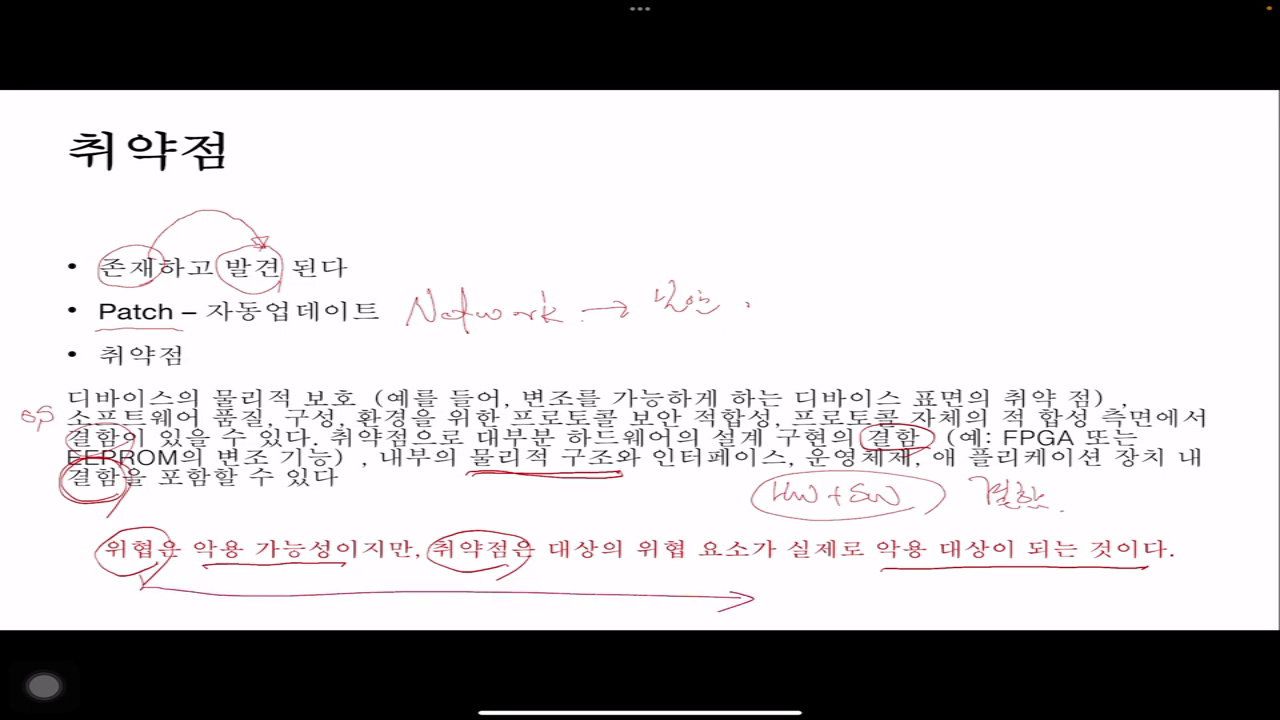 취약점
• 존재하고 발견 된다
• Patch – 자동업데이트 Network →
• 취약점
디바이스의 물리적 보호 (예를 들어, 변조를 가능하게 하는 디바이스 표면의 취약 점) ,
소프트웨어 품질, 구성, 환경을 위한 프로토콜 보안 적합성, 프로토콜 자체의 적 합성 측면에서
결함이 있을 수 있다. 취약점으로 대부분 하드웨어의 설계 구현의 결함 (예: FPGA 또는
EEPROM의 변조 기능) , 내부의 물리적 구조와 인터페이스, 운영체제, 애 플리케이션 장치 내
결함을 포함할 수 있다
HW + SW 결함.
위협은 악용 가능성이지만, 취약점은 대상의 위협 요소가 실제로 악용 대상이 되는 것이다.